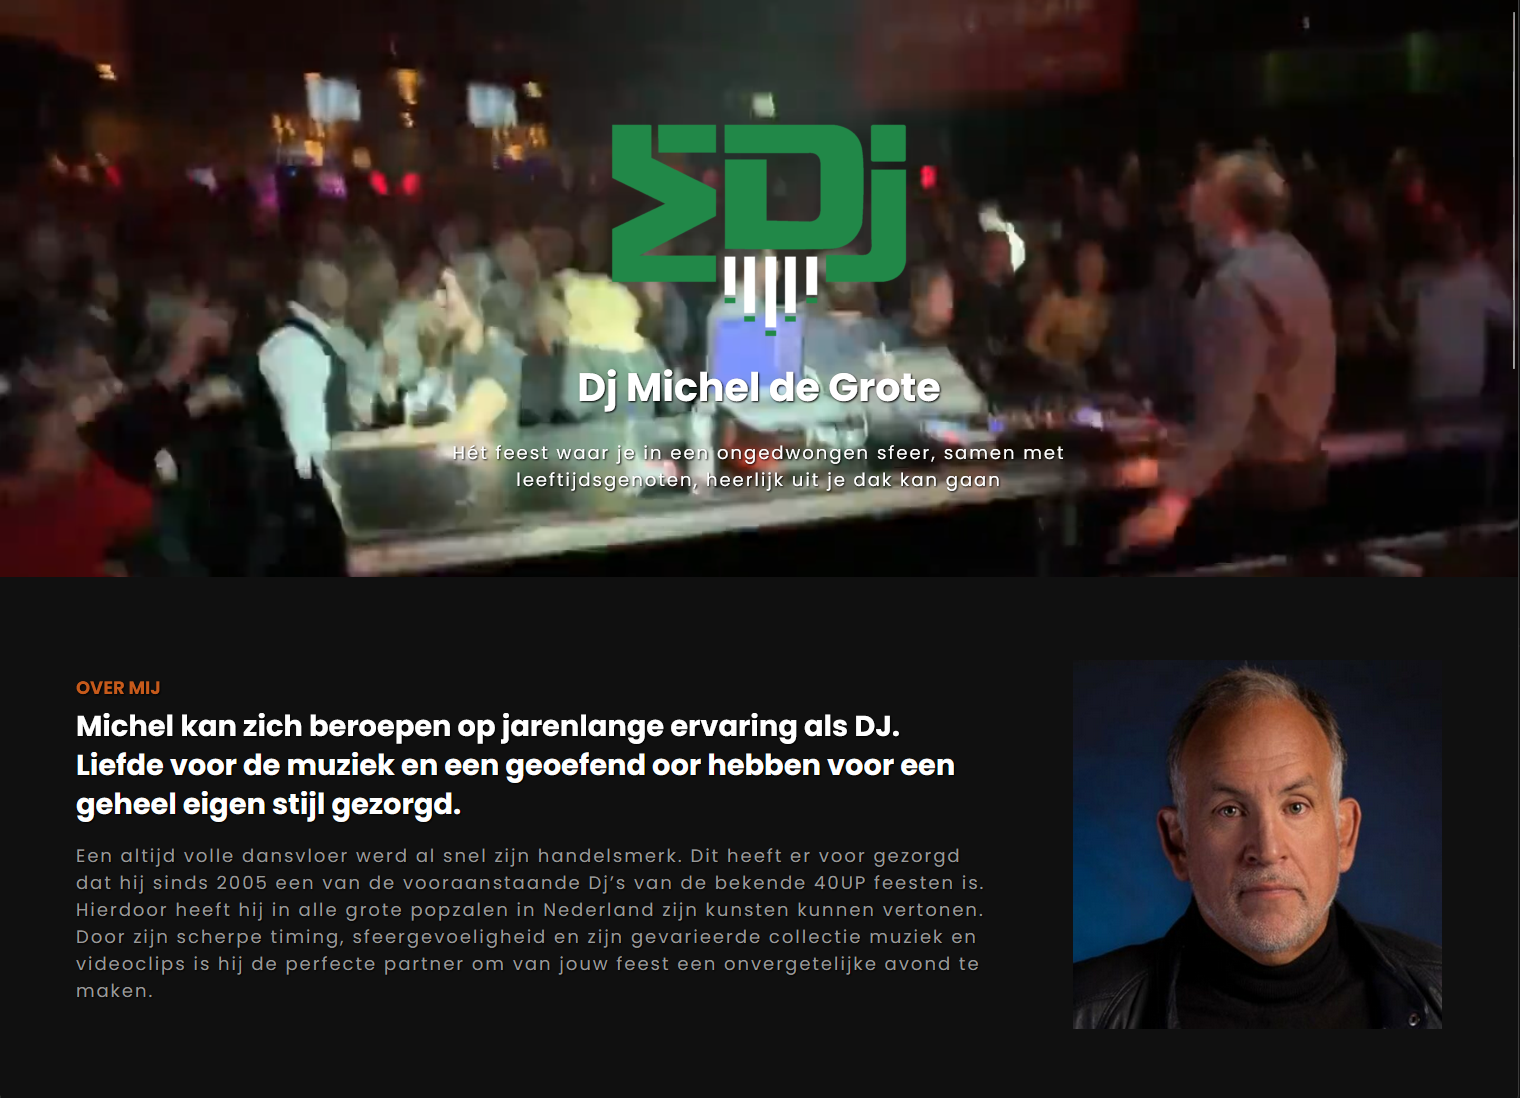 MDj
Dj Michel de Grote
Hét feest waar je in een ongedwongen sfeer, samen met
leeftijdsgenoten, heerlijk uit je dak kan gaan
OVER MIJ
Michel kan zich beroepen op jarenlange ervaring als DJ.
Liefde voor de muziek en een geoefend oor hebben voor een
geheel eigen stijl gezorgd.
Een altijd volle dansvloer werd al snel zijn handelsmerk. Dit heeft er voor gezorgd
dat hij sinds 2005 een van de vooraanstaande Dj’s van de bekende 40UP feesten is.
Hierdoor heeft hij in alle grote popzalen in Nederland zijn kunsten kunnen vertonen.
Door zijn scherpe timing, sfeergevoeligheid en zijn gevarieerde collectie muziek en
videoclips is hij de perfecte partner om van jouw feest een onvergetelijke avond te
maken.